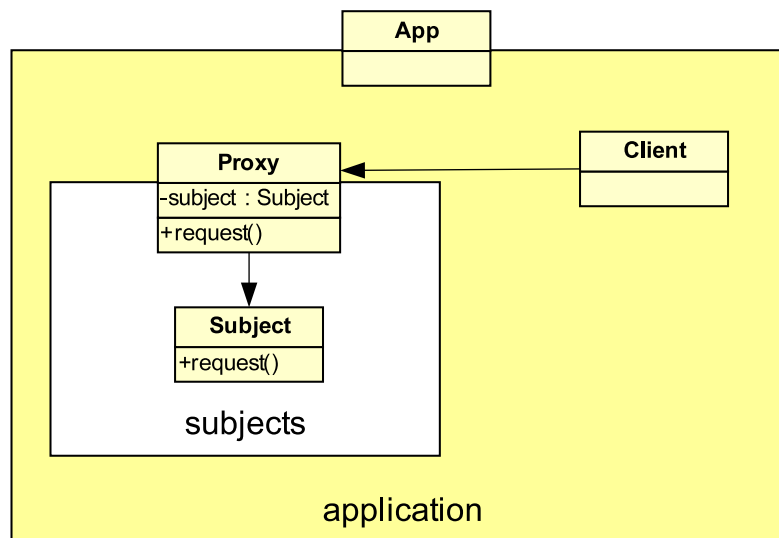 App
Proxy
-subject : Subject
+request()
Client
Subject
+request()
subjects
application